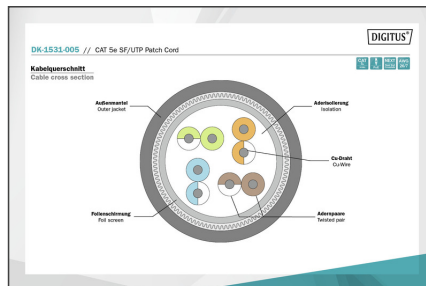 DIGITUS®
DK-1531-005 // CAT 5e SF/UTP Patch Cord
Kabelquerschnitt
Cable cross section
Außenmantel
Outer jacket
Aderisolierung
Isolation
Cu-Draht
Cu-Wire
Folienschirmung
Foil screen
Adernpaare
Twisted pair